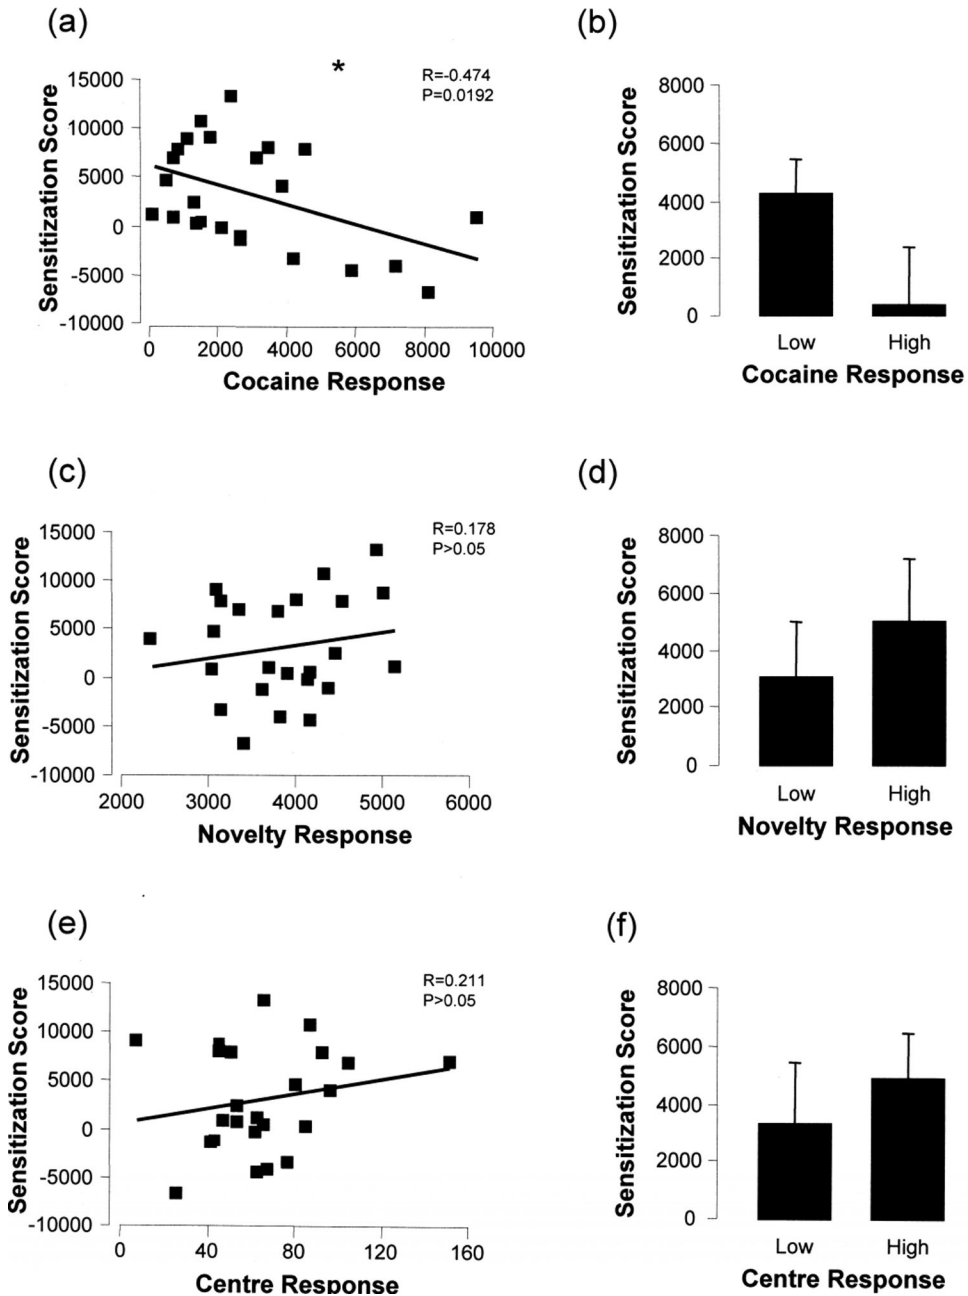 (a)
*
R=-0.474
P=0.0192
Sensitization Score
15000
10000
5000
0
-5000
-10000
0 2000 4000 6000 8000 10000
Cocaine Response
(b)
Sensitization Score
8000
6000
4000
2000
0
Low High
Cocaine Response
(c)
R=0.178
P>0.05
Sensitization Score
15000
10000
5000
0
-5000
-10000
2000 3000 4000 5000 6000
Novelty Response
(d)
Sensitization Score
8000
6000
4000
2000
0
Low High
Novelty Response
(e)
R=0.211
P>0.05
Sensitization Score
15000
10000
5000
0
-5000
-10000
0 40 80 120 160
Centre Response
(f)
Sensitization Score
8000
6000
4000
2000
0
Low High
Centre Response